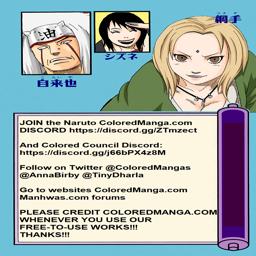 油
自来也
シズネ
綱手
JOIN the Naruto ColoredManga.com
DISCORD https://discord.gg/ZTmzect
And Colored Council Discord:
https://discord.gg/j66bPX4z8M
Follow on Twitter @ColoredMangas
@AnnaBirby @TinyDharla
Go to websites ColoredManga.com
Manhwas.com forums
PLEASE CREDIT COLOREDMANGA.COM
WHENEVER YOU USE OUR
FREE-TO-USE WORKS!!!
THANKS!!!